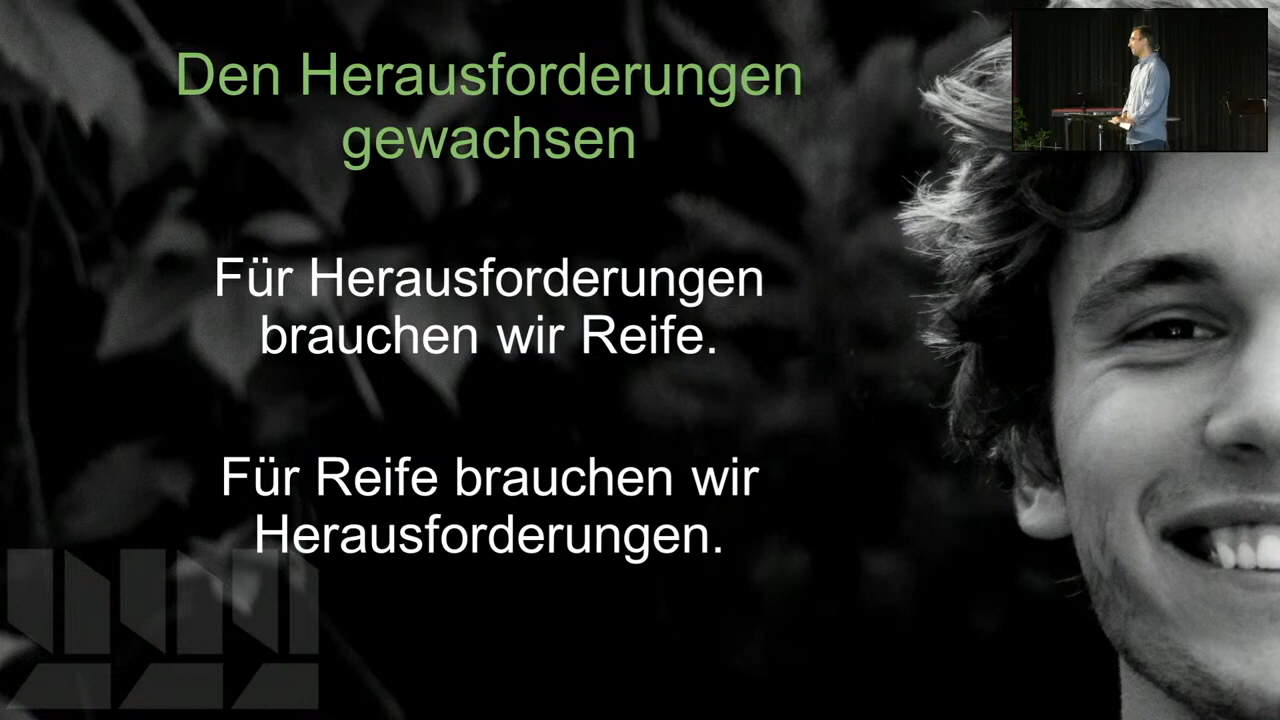 Den Herausforderungen
gewachsen
Für Herausforderungen
brauchen wir Reife.
Für Reife brauchen wir
Herausforderungen.